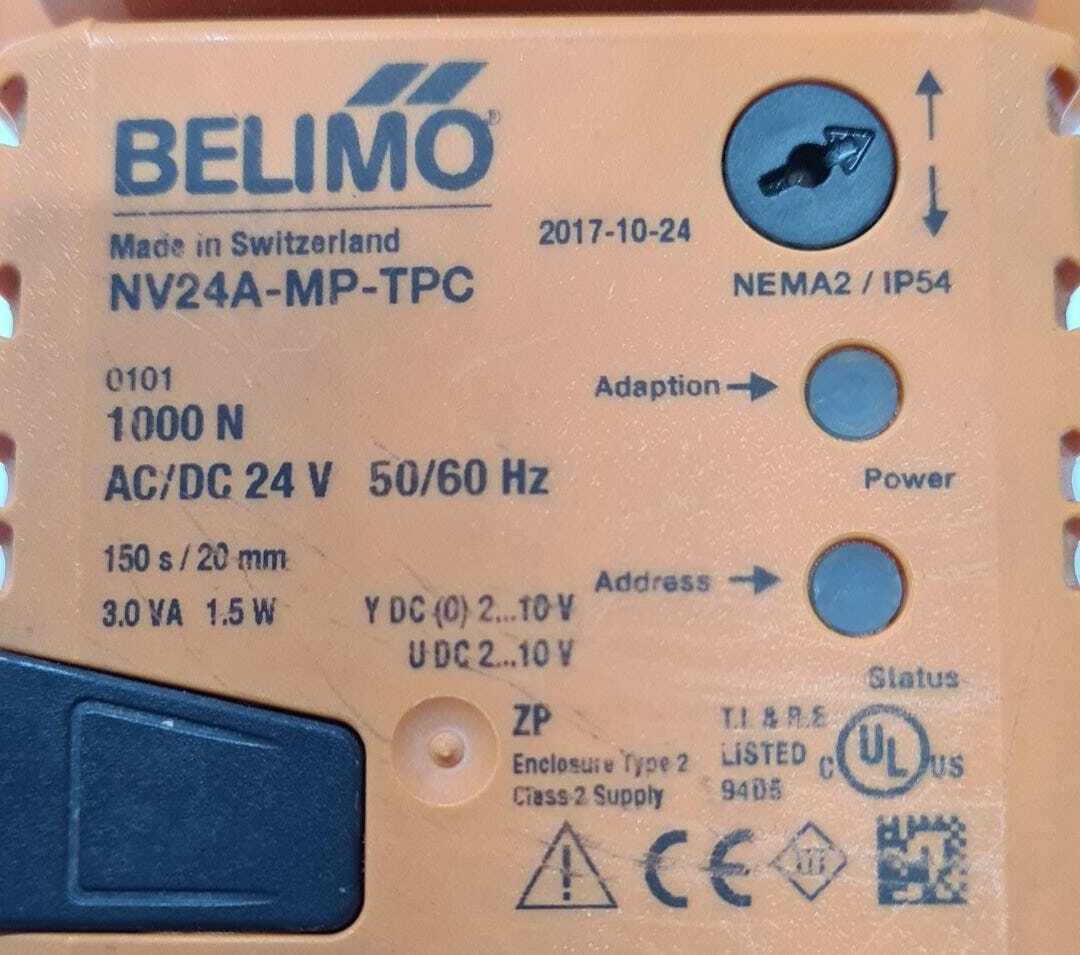 BELIMO®
Made in Switzerland
NV24A-MP-TPC
2017-10-24
NEMA2 / IP54
0101
1000 N
AC/DC 24 V 50/60 Hz
150 s / 20 mm
3.0 VA 1.5 W
Y DC (0) 2...10 V
U DC 2...10 V
Adaption
Power
Address
Status
ZP
Enclosure Type 2
Class 2 Supply
T.I. & R.E
LISTED
94D5
C UL US
CE